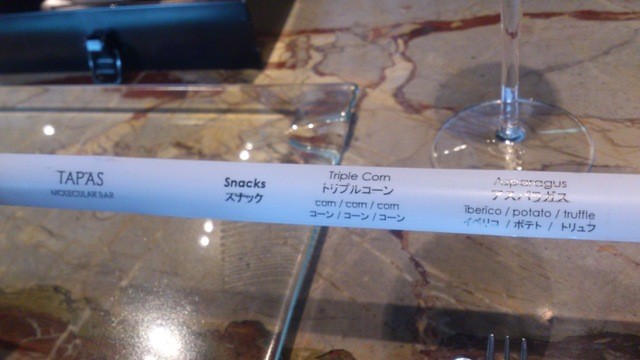 TAPAS
MOLECULAR BAR
Snacks
スナック
Triple Corn
トリプルコーン
corn / corn / corn
コーン / コーン / コーン
Asparagus
アスパラガス
iberico / potato / truffle
イベリコ / ポテト / トリュフ